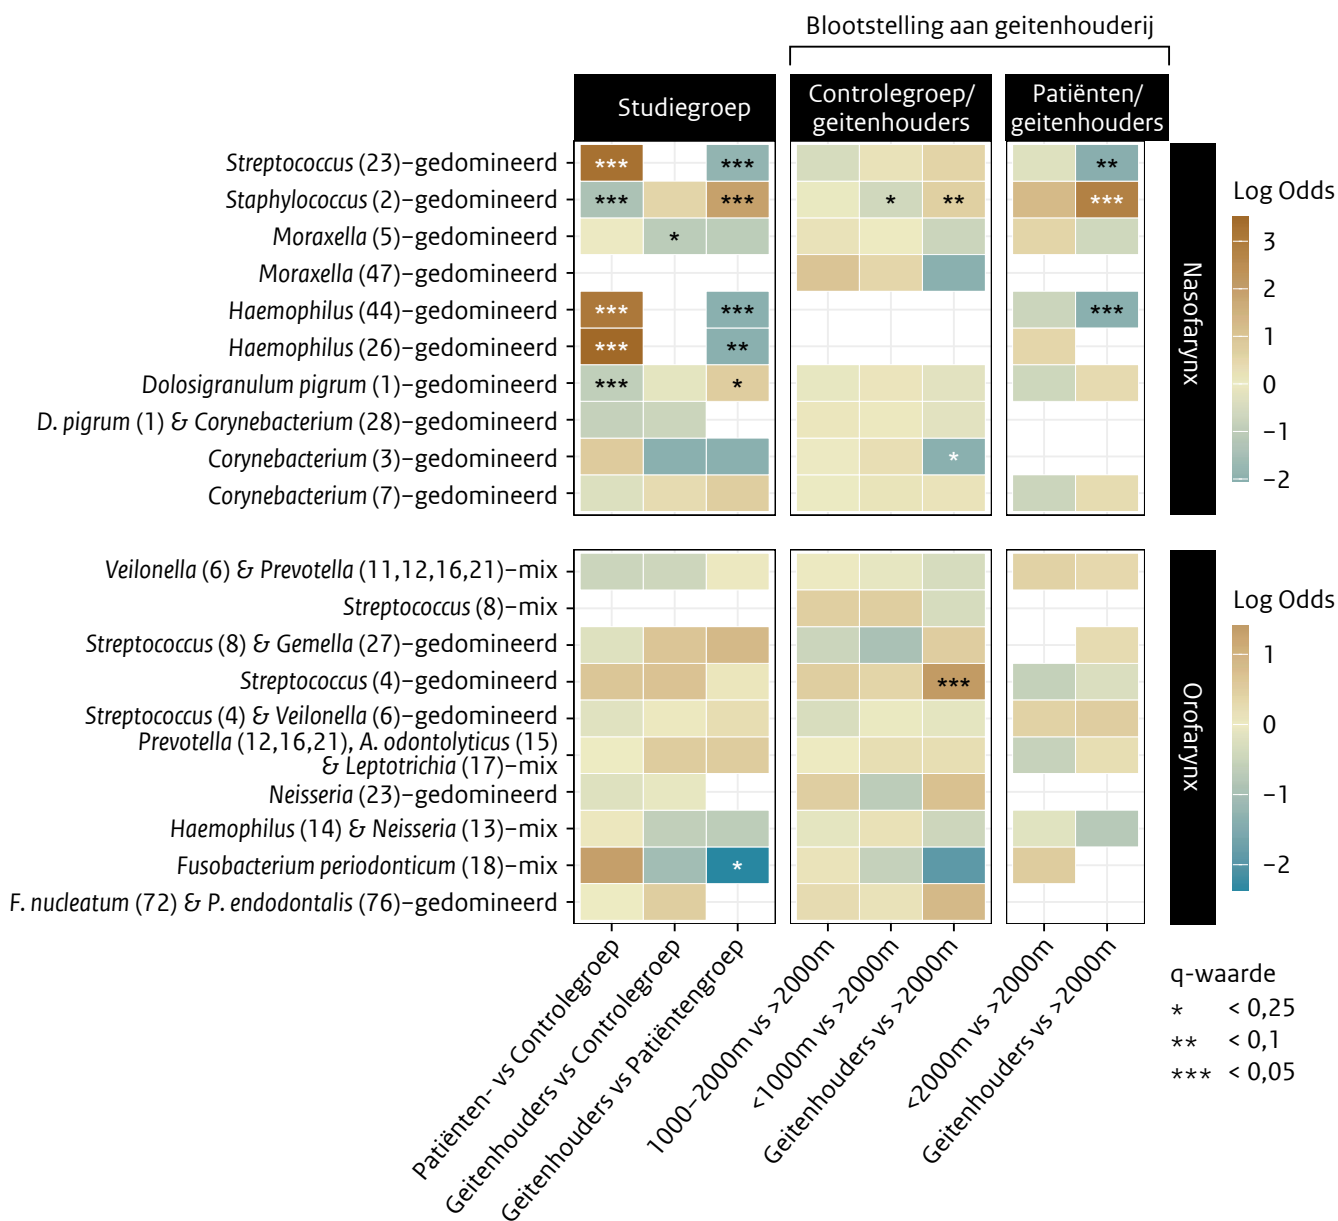 Blootstelling aan geitenhouderij
Studiegroep
Controlegroep/
geitenhouders
Patiënten/
geitenhouders
Streptococcus (23)–gedomineerd
*** *** **
Staphylococcus (2)–gedomineerd
*** *** * ** ***
Moraxella (5)–gedomineerd
*
Moraxella (47)–gedomineerd
Haemophilus (44)–gedomineerd
*** *** ***
Haemophilus (26)–gedomineerd
*** **
Dolosigranulum pigrum (1)–gedomineerd
*** *
D. pigrum (1) & Corynebacterium (28)–gedomineerd
Corynebacterium (3)–gedomineerd
*
Corynebacterium (7)–gedomineerd
Nasofarynx
Log Odds
3
2
1
0
−1
−2
Veilonella (6) & Prevotella (11,12,16,21)–mix
Streptococcus (8)–mix
Streptococcus (8) & Gemella (27)–gedomineerd
Streptococcus (4)–gedomineerd
***
Streptococcus (4) & Veilonella (6)–gedomineerd
Prevotella (12,16,21), A. odontolyticus (15)
& Leptotrichia (17)–mix
Neisseria (23)–gedomineerd
Haemophilus (14) & Neisseria (13)–mix
Fusobacterium periodonticum (18)–mix
*
F. nucleatum (72) & P. endodontalis (76)–gedomineerd
Orofarynx
Log Odds
1
0
−1
−2
Patiënten- vs Controlegroep
Geitenhouders vs Controlegroep
Geitenhouders vs Patiëntengroep
1000–2000m vs >2000m
<1000m vs >2000m
Geitenhouders vs >2000m
<2000m vs >2000m
Geitenhouders vs >2000m
q-waarde
* < 0,25
** < 0,1
*** < 0,05